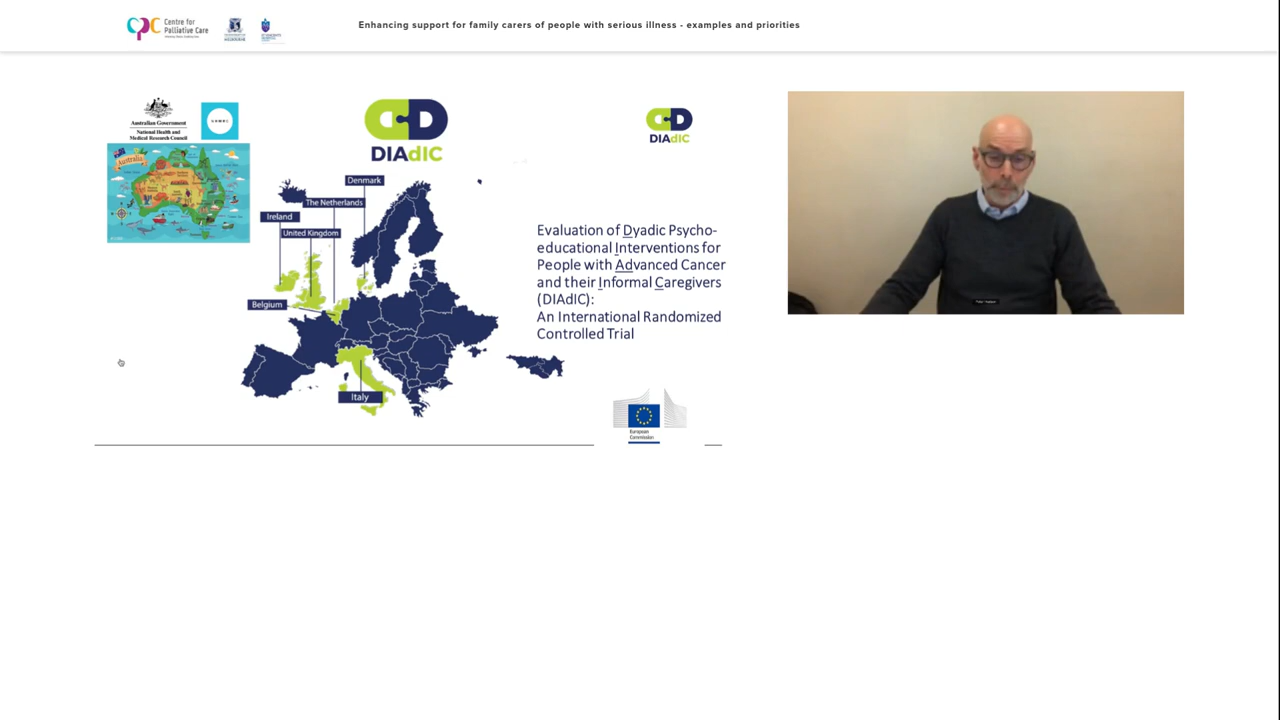 Centre for
Palliative Care
Enhancing support for family carers of people with serious illness - examples and priorities
Australian Government
National Health and
Medical Research Council
Australia
DIAdIC
DIAdIC
Denmark
The Netherlands
Ireland
United Kingdom
Belgium
Italy
Evaluation of Dyadic Psycho-
educational Interventions for
People with Advanced Cancer
and their Informal Caregivers
(DIAdIC):
An International Randomized
Controlled Trial
European
Commission